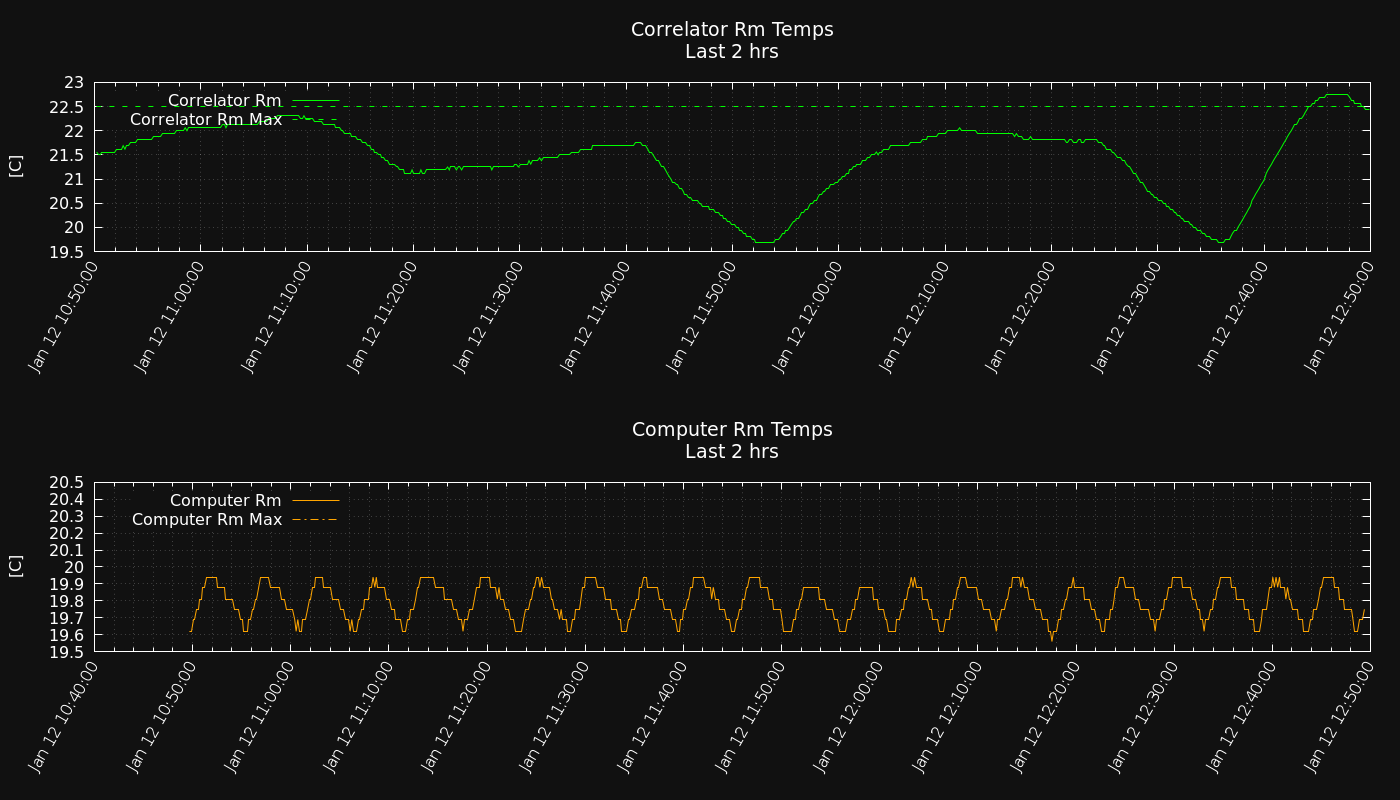 Correlator Rm Temps
Last 2 hrs
[C]
23
22.5
22
21.5
21
20.5
20
19.5
Correlator Rm
Correlator Rm Max
Jan 12 10:50:00
Jan 12 11:00:00
Jan 12 11:10:00
Jan 12 11:20:00
Jan 12 11:30:00
Jan 12 11:40:00
Jan 12 11:50:00
Jan 12 12:00:00
Jan 12 12:10:00
Jan 12 12:20:00
Jan 12 12:30:00
Jan 12 12:40:00
Jan 12 12:50:00
Computer Rm Temps
Last 2 hrs
[C]
20.5
20.4
20.3
20.2
20.1
20
19.9
19.8
19.7
19.6
19.5
Computer Rm
Computer Rm Max
Jan 12 10:40:00
Jan 12 10:50:00
Jan 12 11:00:00
Jan 12 11:10:00
Jan 12 11:20:00
Jan 12 11:30:00
Jan 12 11:40:00
Jan 12 11:50:00
Jan 12 12:00:00
Jan 12 12:10:00
Jan 12 12:20:00
Jan 12 12:30:00
Jan 12 12:40:00
Jan 12 12:50:00